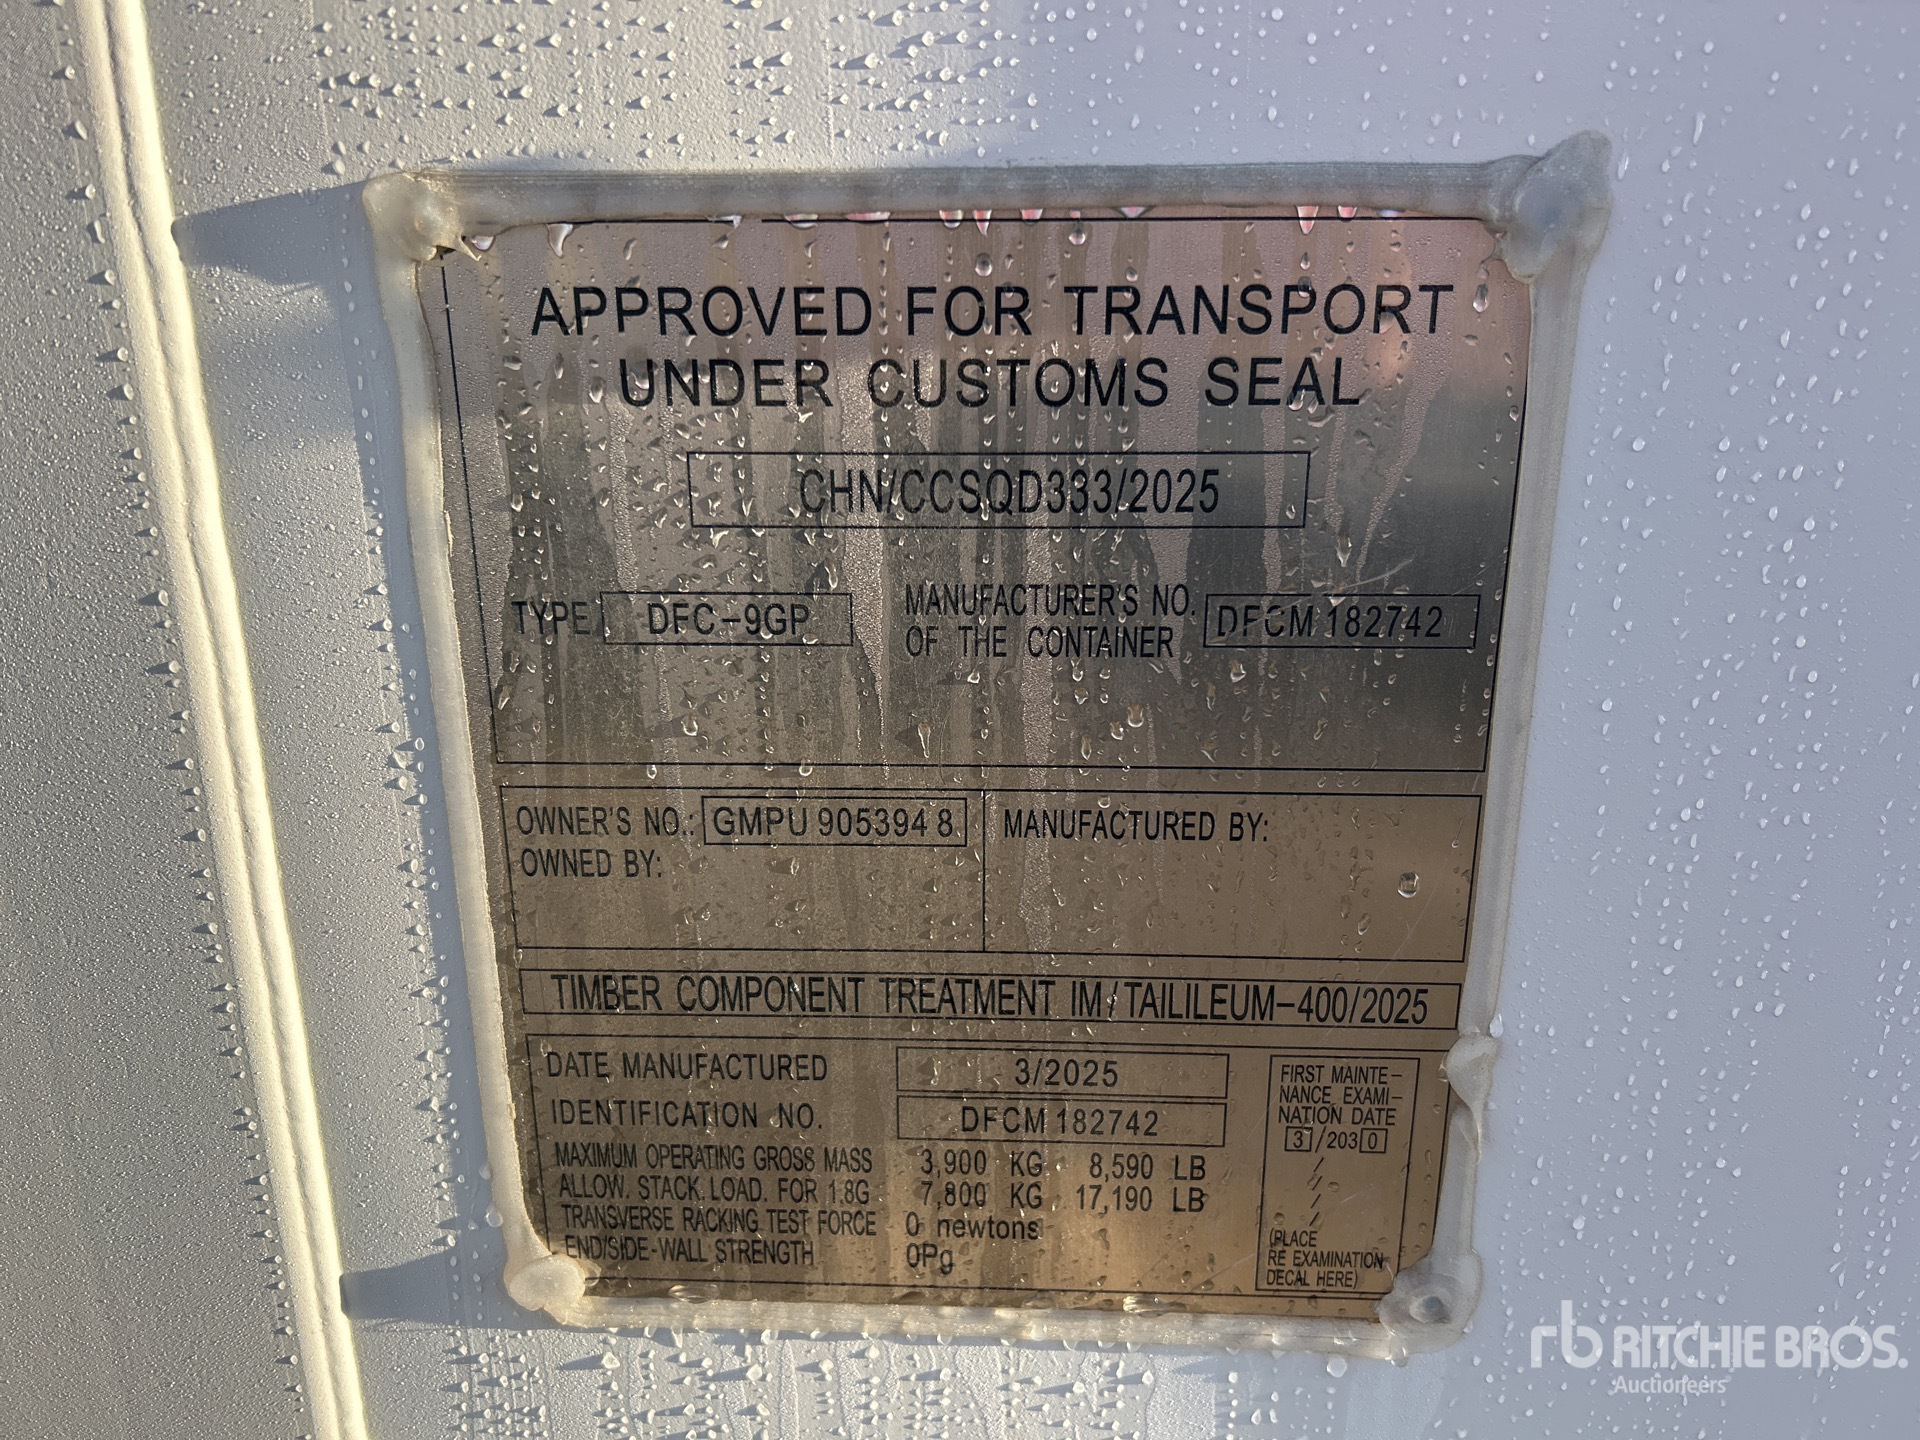 APPROVED FOR TRANSPORT
UNDER CUSTOMS SEAL
CHN/CCSQD333/2025
TYPE DFC-9GP
MANUFACTURER'S NO.
OF THE CONTAINER
DFCM 182742
OWNER'S NO.: GMPU 905394 8
OWNED BY:
MANUFACTURED BY:
TIMBER COMPONENT TREATMENT IM/TAILILEUM-400/2025
DATE MANUFACTURED 3/2025
IDENTIFICATION NO. DFCM 182742
MAXIMUM OPERATING GROSS MASS 3,900 KG 8,590 LB
ALLOW. STACK. LOAD. FOR 1.8G 7,800 KG 17,190 LB
TRANSVERSE RACKING TEST FORCE 0 newtons
END/SIDE-WALL STRENGTH 0Pg
FIRST MAINTE-
NANCE EXAMI-
NATION DATE
3/2030
/
/
/
(PLACE
RE EXAMINATION
DECAL HERE)
rb RITCHIE BROS.
Auctioneers